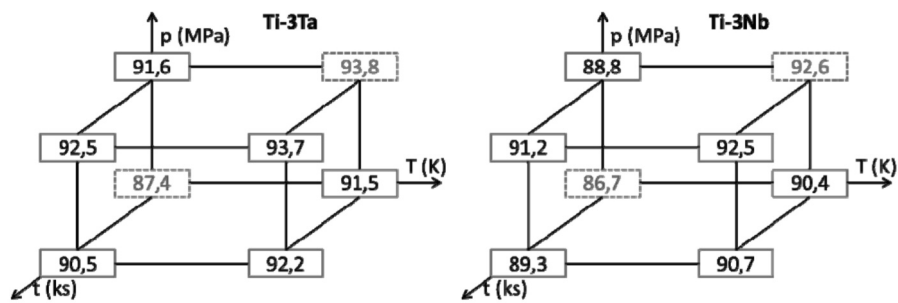 Ti-3Ta
p (MPa)
91,6
93,8
92,5
93,7
T (K)
87,4
91,5
90,5
92,2
t (ks)
Ti-3Nb
p (MPa)
88,8
92,6
91,2
92,5
T (K)
86,7
90,4
89,3
90,7
t (ks)